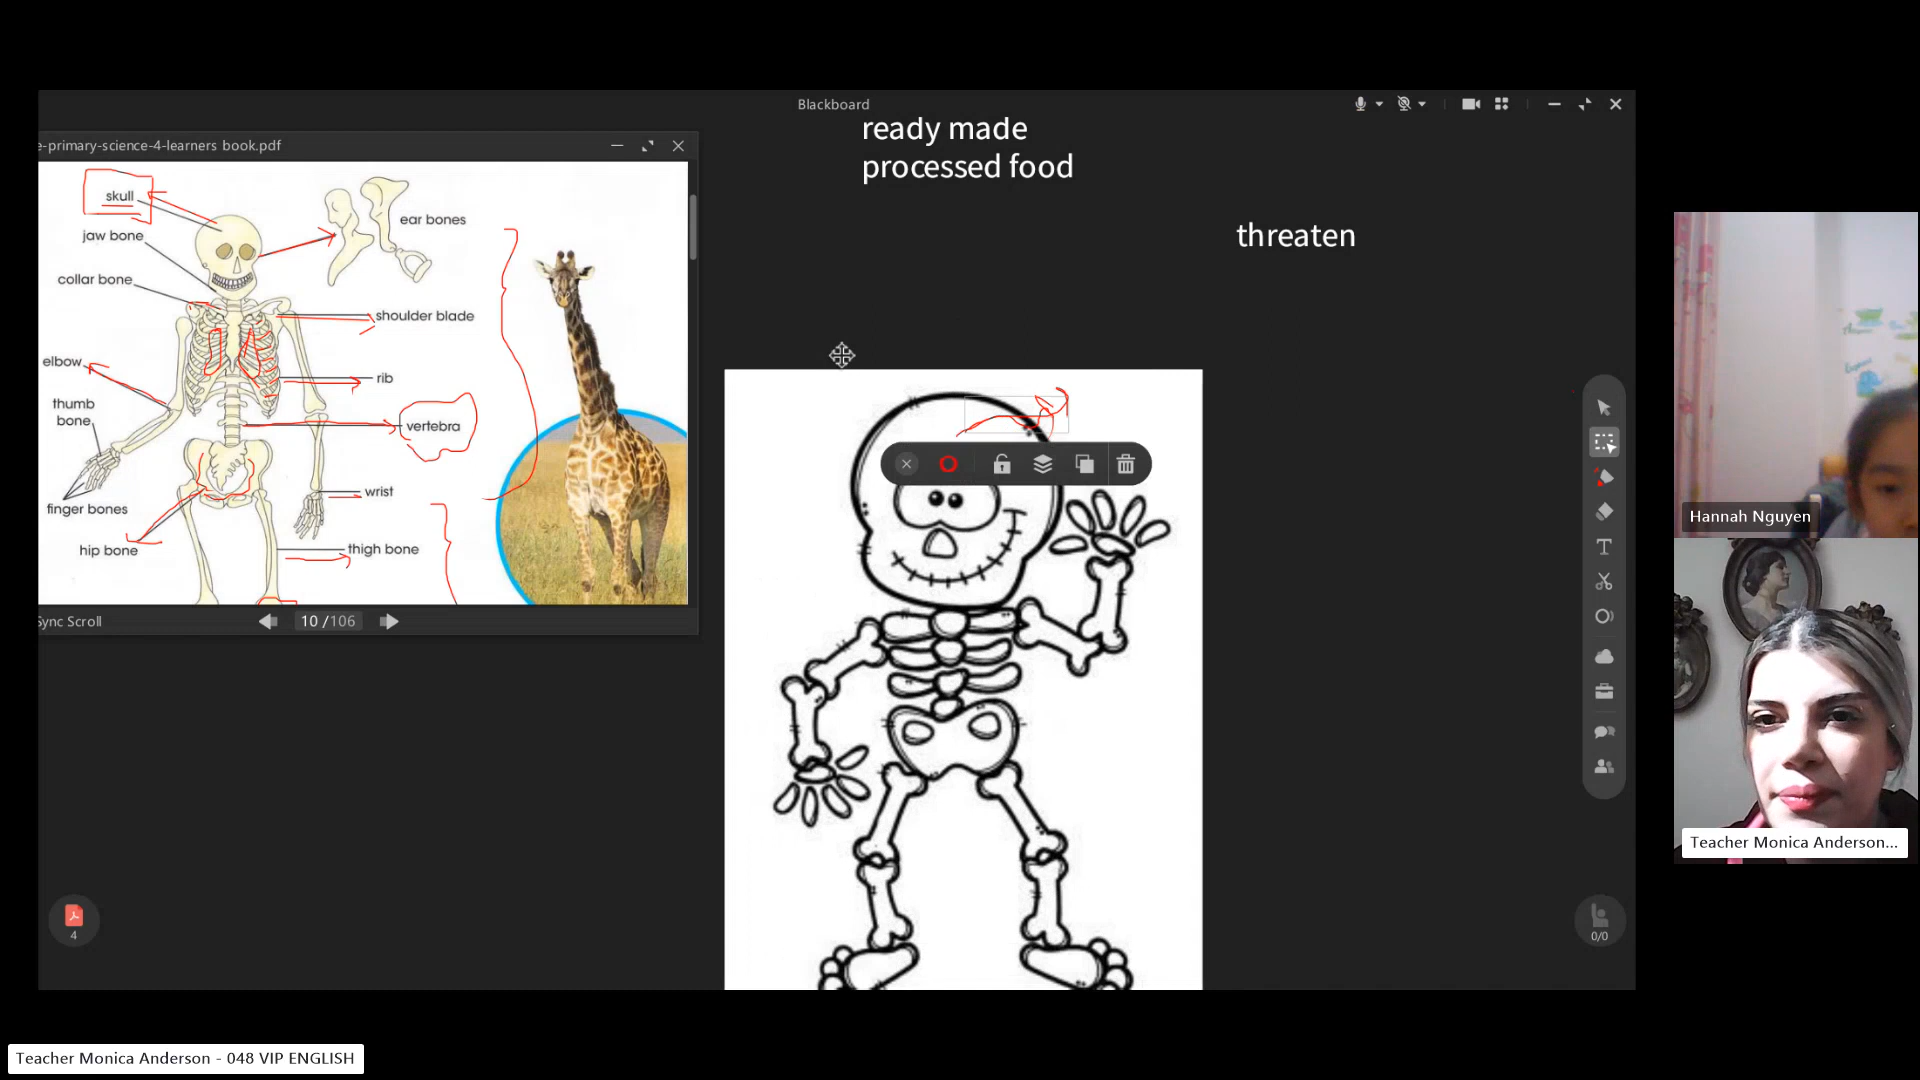 Blackboard
ready made
processed food
threaten
e-primary-science-4-learners book.pdf
skull
jaw bone
ear bones
collar bone
shoulder blade
elbow
rib
thumb
bone
vertebra
finger bones
wrist
hip bone
thigh bone
Sync Scroll
10 /106
4
0/0
Hannah Nguyen
Teacher Monica Anderson...
Teacher Monica Anderson - 048 VIP ENGLISH